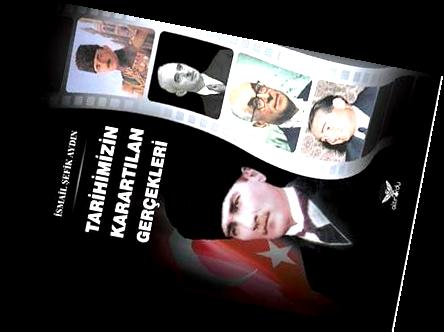 İSMAİL ŞEFİK AYDIN
TARİHİMİZİN
KARARTILAN
GERÇEKLERİ